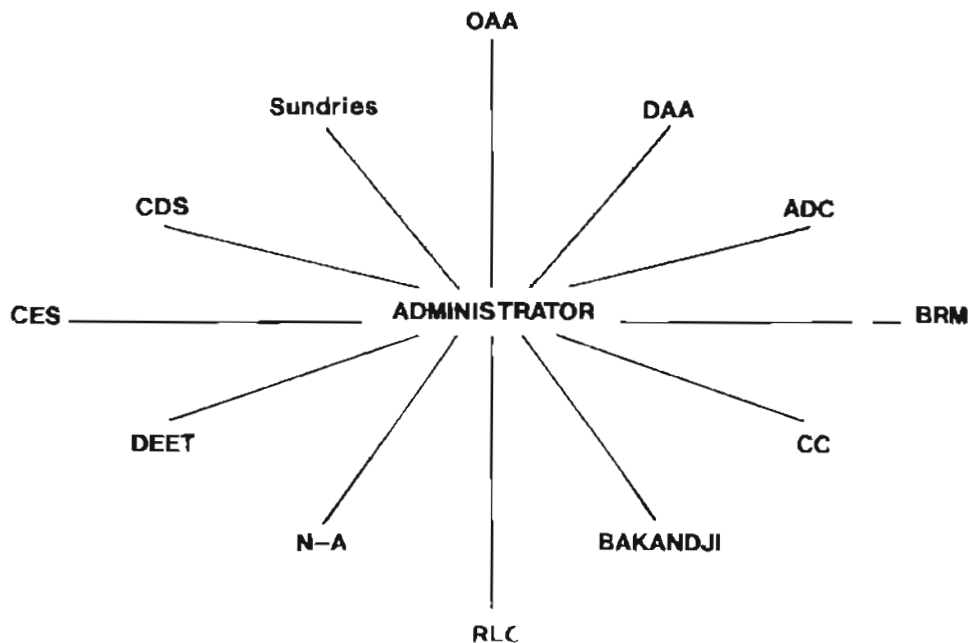 OAA
Sundries
DAA
CDS
ADC
CES
ADMINISTRATOR
BRM
DEET
CC
N-A
BAKANDJI
RLC